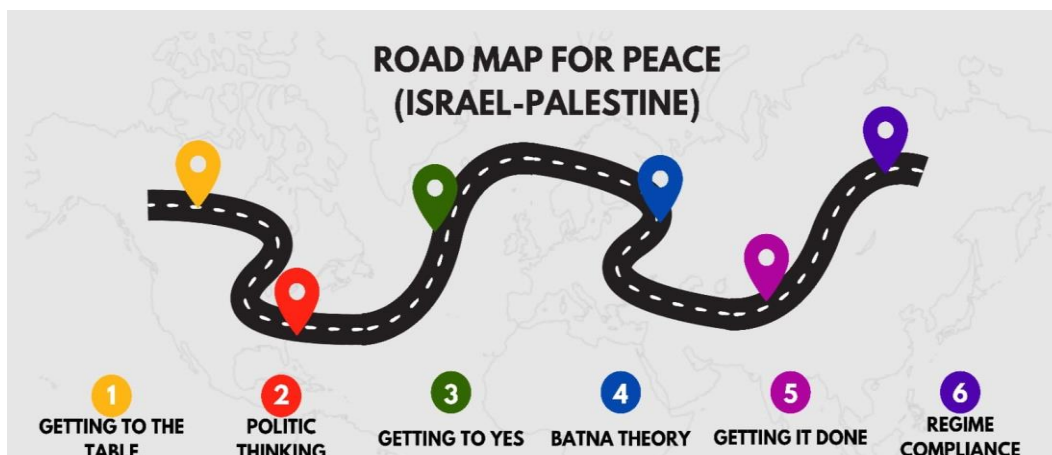 ROAD MAP FOR PEACE
(ISRAEL-PALESTINE)
1
GETTING TO THE
TABLE
2
POLITIC
THINKING
3
GETTING TO YES
4
BATNA THEORY
5
GETTING IT DONE
6
REGIME
COMPLIANCE